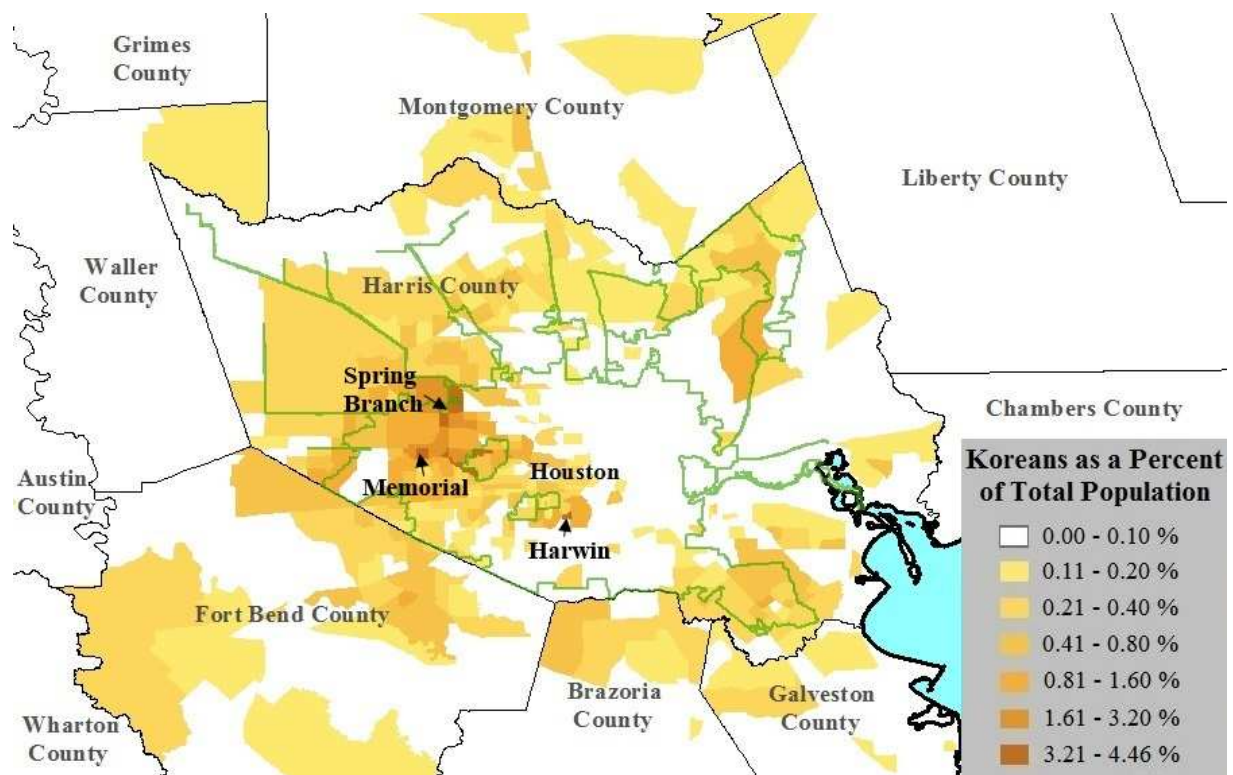 Grimes
County
Montgomery County
Liberty County
Waller
County
Harris County
Spring
Branch
Chambers County
Austin
County
Memorial
Houston
Harwin
Fort Bend County
Brazoria
County
Galveston
County
Wharton
County
Koreans as a Percent
of Total Population
0.00 - 0.10 %
0.11 - 0.20 %
0.21 - 0.40 %
0.41 - 0.80 %
0.81 - 1.60 %
1.61 - 3.20 %
3.21 - 4.46 %